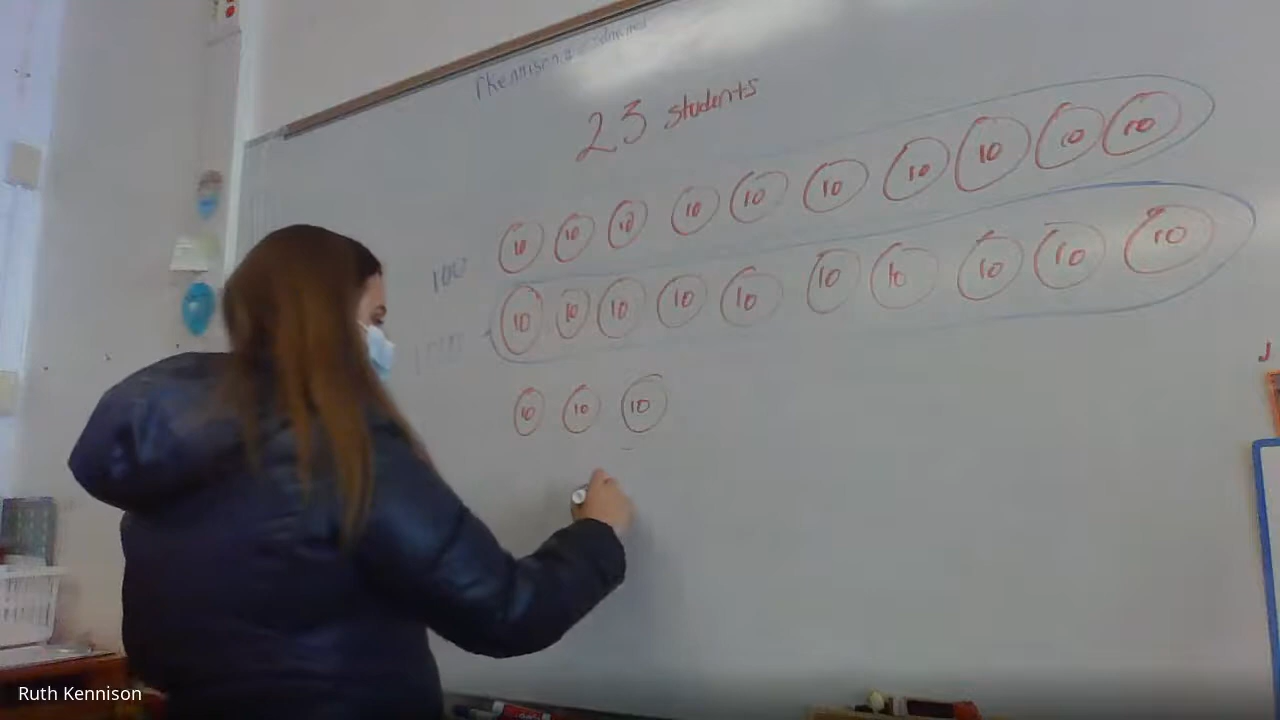 23 students
10 10 10 10 10 10 10 10 10 10
100
10 10 10 10 10 10 10 10 10 10
100
10 10 10
J
Ruth Kennison